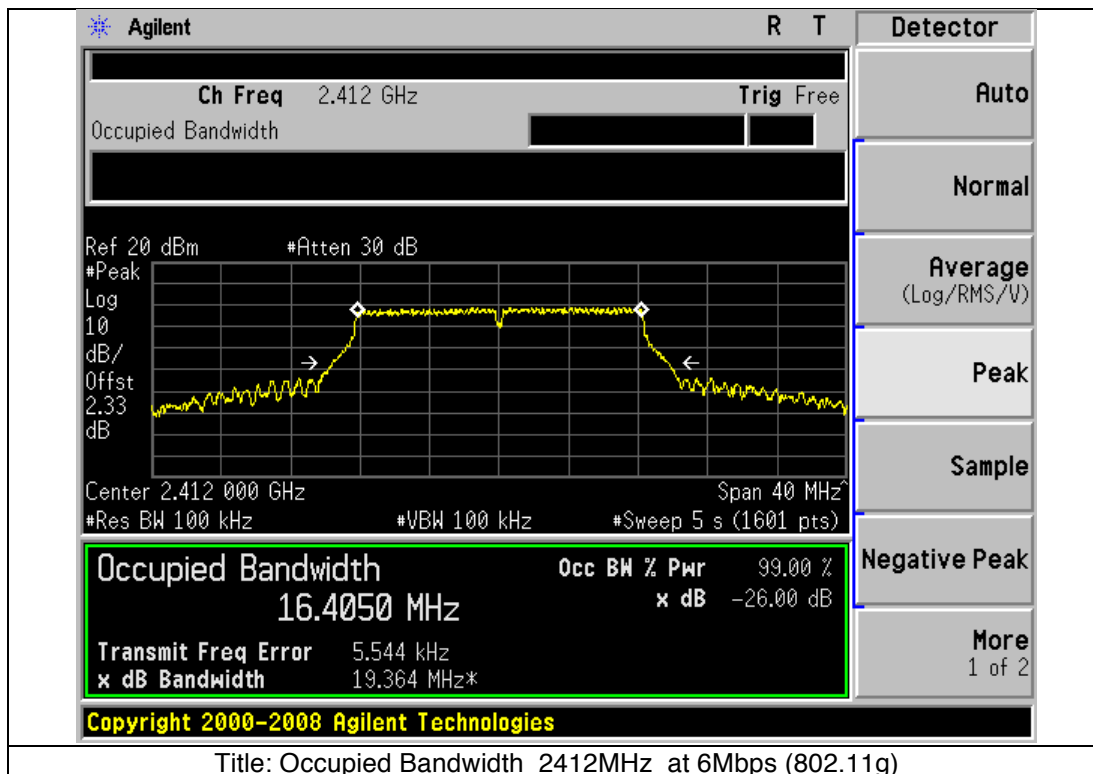 Agilent R T
Detector
Ch Freq 2.412 GHz Trig Free
Occupied Bandwidth
Auto
Normal
Average
(Log/RMS/V)
Peak
Sample
Negative Peak
More
1 of 2
Ref 20 dBm #Atten 30 dB
#Peak
Log
10
dB/
Offst
2.33
dB
Center 2.412 000 GHz Span 40 MHz^
#Res BW 100 kHz #VBW 100 kHz #Sweep 5 s (1601 pts)
Occupied Bandwidth Occ BW % Pwr 99.00 %
16.4050 MHz x dB -26.00 dB
Transmit Freq Error 5.544 kHz
x dB Bandwidth 19.364 MHz*
Copyright 2000-2008 Agilent Technologies
Title: Occupied Bandwidth 2412MHz at 6Mbps (802.11g)